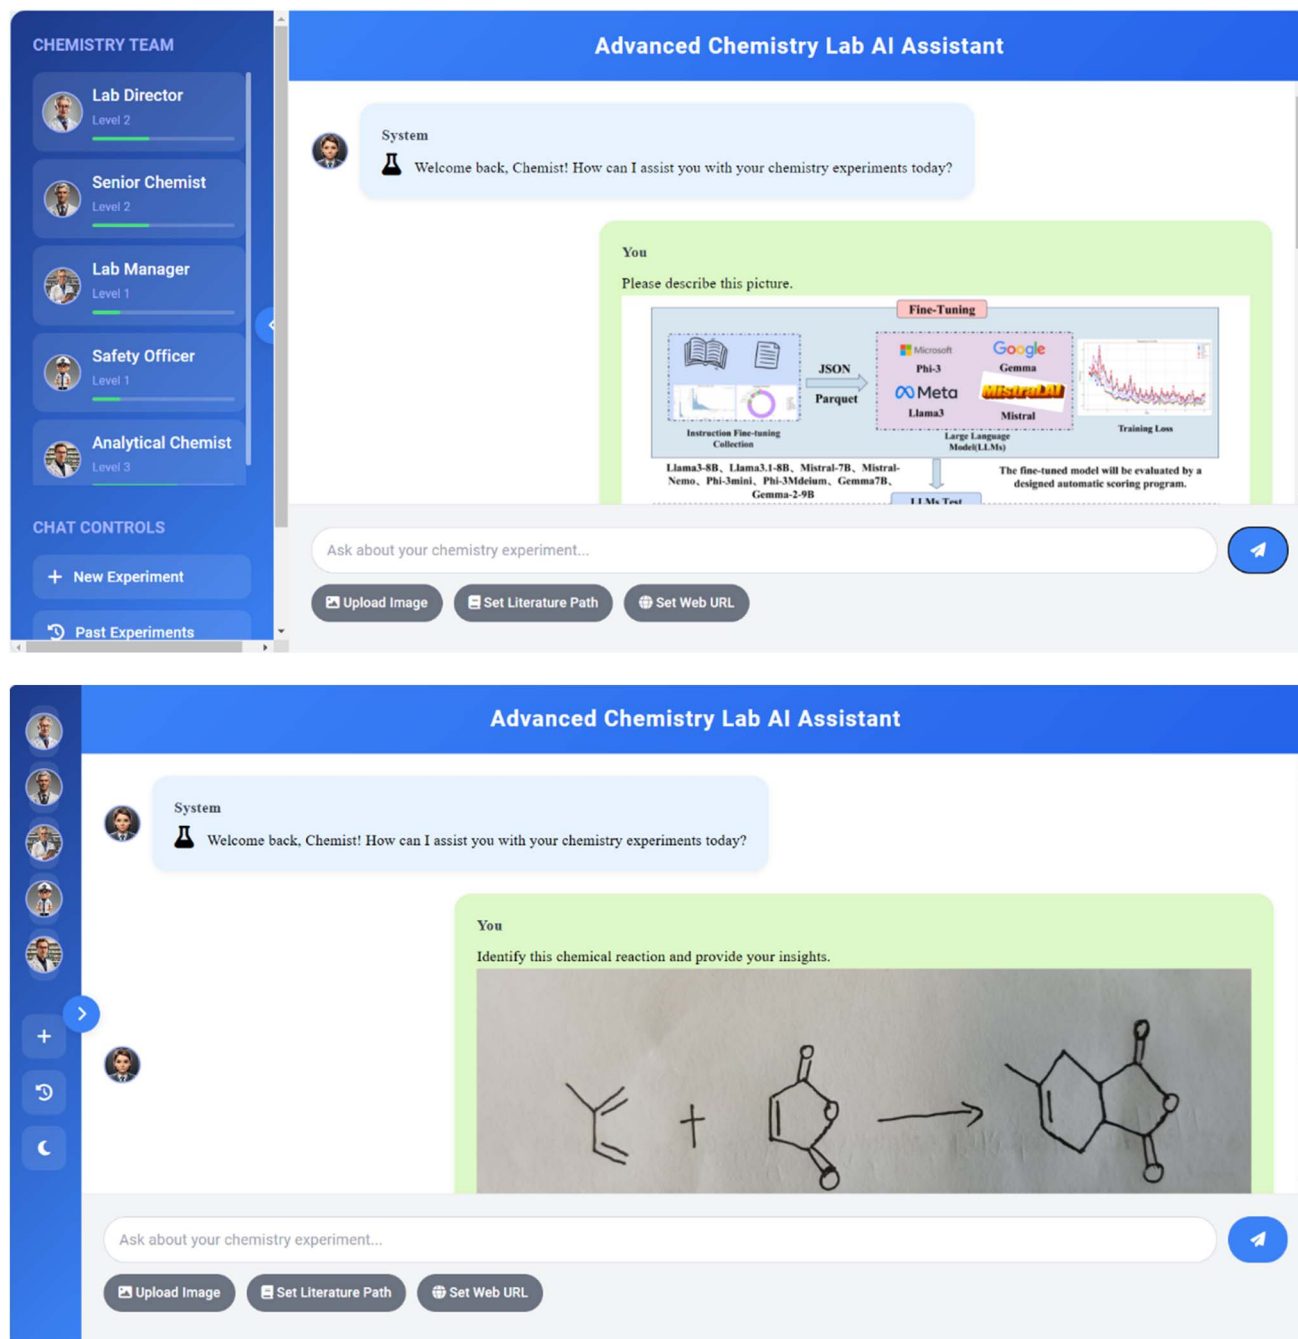 CHEMISTRY TEAM
Lab Director
Level 2
Senior Chemist
Level 2
Lab Manager
Level 1
Safety Officer
Level 1
Analytical Chemist
Level 3
CHAT CONTROLS
+ New Experiment
Past Experiments
Advanced Chemistry Lab AI Assistant
System
Welcome back, Chemist! How can I assist you with your chemistry experiments today?
You
Please describe this picture.
Fine-Tuning
Microsoft
Phi-3
Google
Gemma
Meta
Llama3
MistralAI
Mistral
JSON
Parquet
Instruction Fine-tuning
Collection
Large Language
Model(LLMs)
Training Loss
Llama3-8B、Llama3.1-8B、Mistral-7B、Mistral-
Nemo、Phi-3mini、Phi-3Mdeium、Gemma7B、
Gemma-2-9B
The fine-tuned model will be evaluated by a
designed automatic scoring program.
LLMs Test
Ask about your chemistry experiment...
Upload Image
Set Literature Path
Set Web URL
Advanced Chemistry Lab AI Assistant
System
Welcome back, Chemist! How can I assist you with your chemistry experiments today?
You
Identify this chemical reaction and provide your insights.
O
O
O
+
O
O
O
Ask about your chemistry experiment...
Upload Image
Set Literature Path
Set Web URL